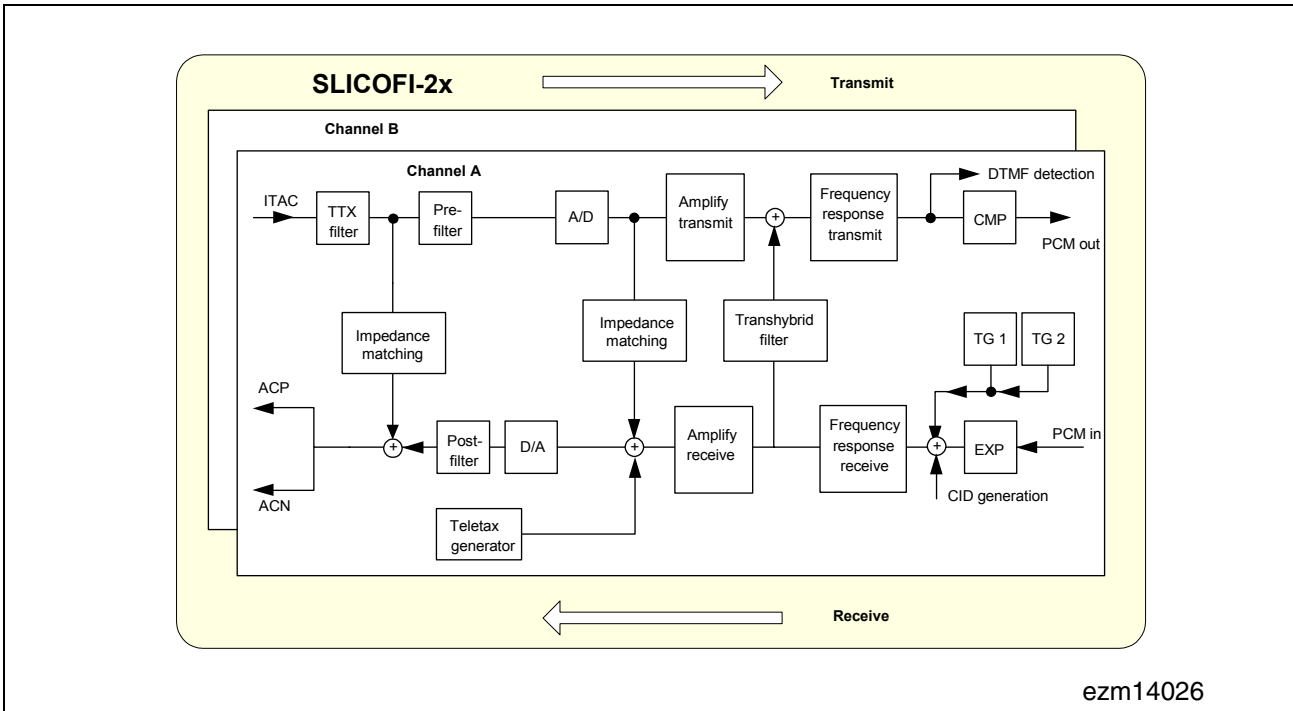 SLICOFI-2x
Transmit
Channel B
Channel A
ITAC
TTX
filter
Pre-
filter
A/D
Amplify
transmit
+
Frequency
response
transmit
DTMF detection
CMP
PCM out
Impedance
matching
Impedance
matching
Transhybrid
filter
TG 1
TG 2
ACP
ACN
+
Post-
filter
D/A
+
Amplify
receive
Frequency
response
receive
+
EXP
PCM in
CID generation
Teletax
generator
Receive
ezm14026